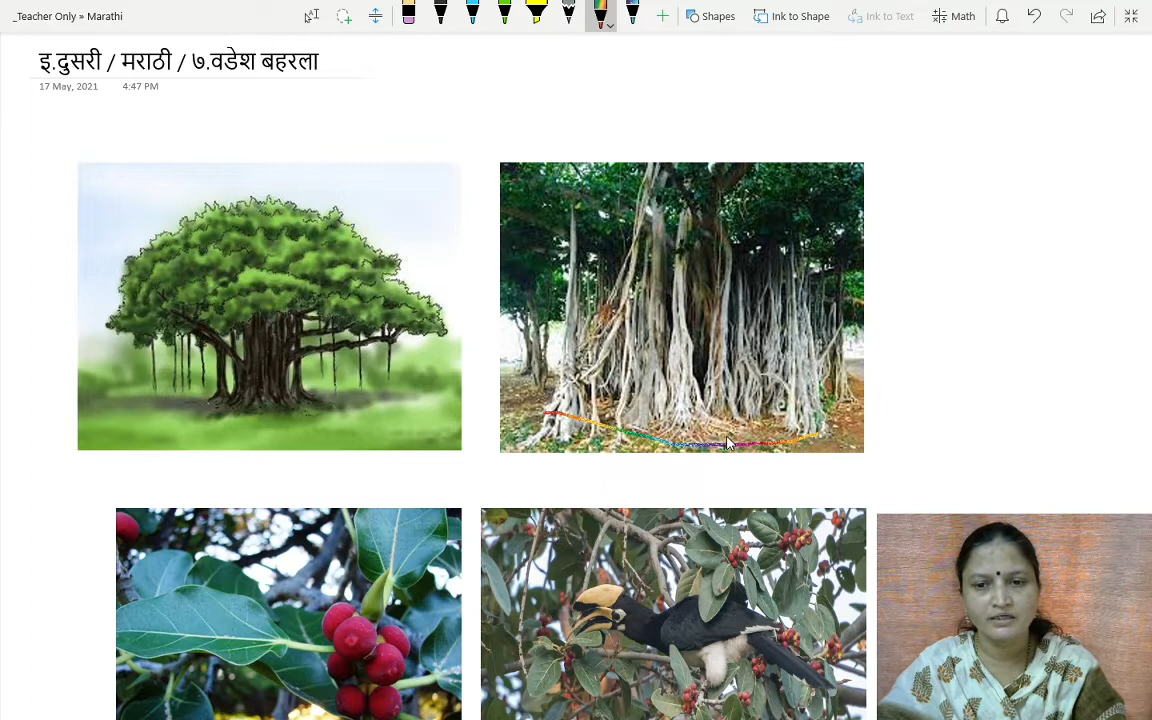 _Teacher Only » Marathi
Shapes
Ink to Shape
Ink to Text
Math
इ.दुसरी / मराठी / ७.वडेश बहरला
17 May, 2021 4:47 PM